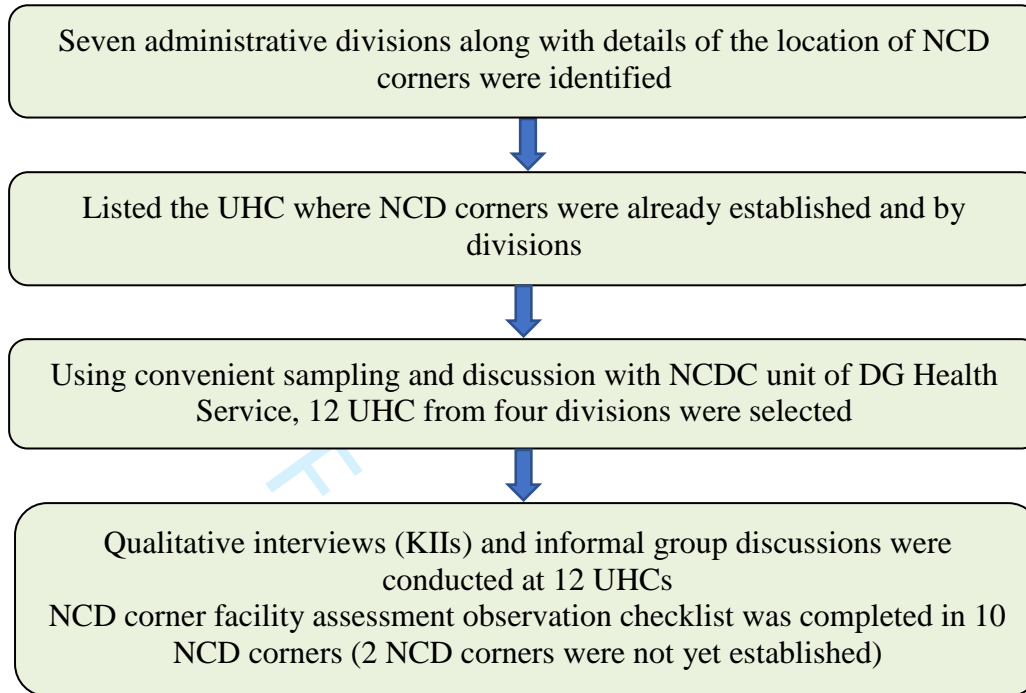 Seven administrative divisions along with details of the location of NCD
corners were identified
Listed the UHC where NCD corners were already established and by
divisions
Using convenient sampling and discussion with NCDC unit of DG Health
Service, 12 UHC from four divisions were selected
Qualitative interviews (KIIs) and informal group discussions were
conducted at 12 UHCs
NCD corner facility assessment observation checklist was completed in 10
NCD corners (2 NCD corners were not yet established)